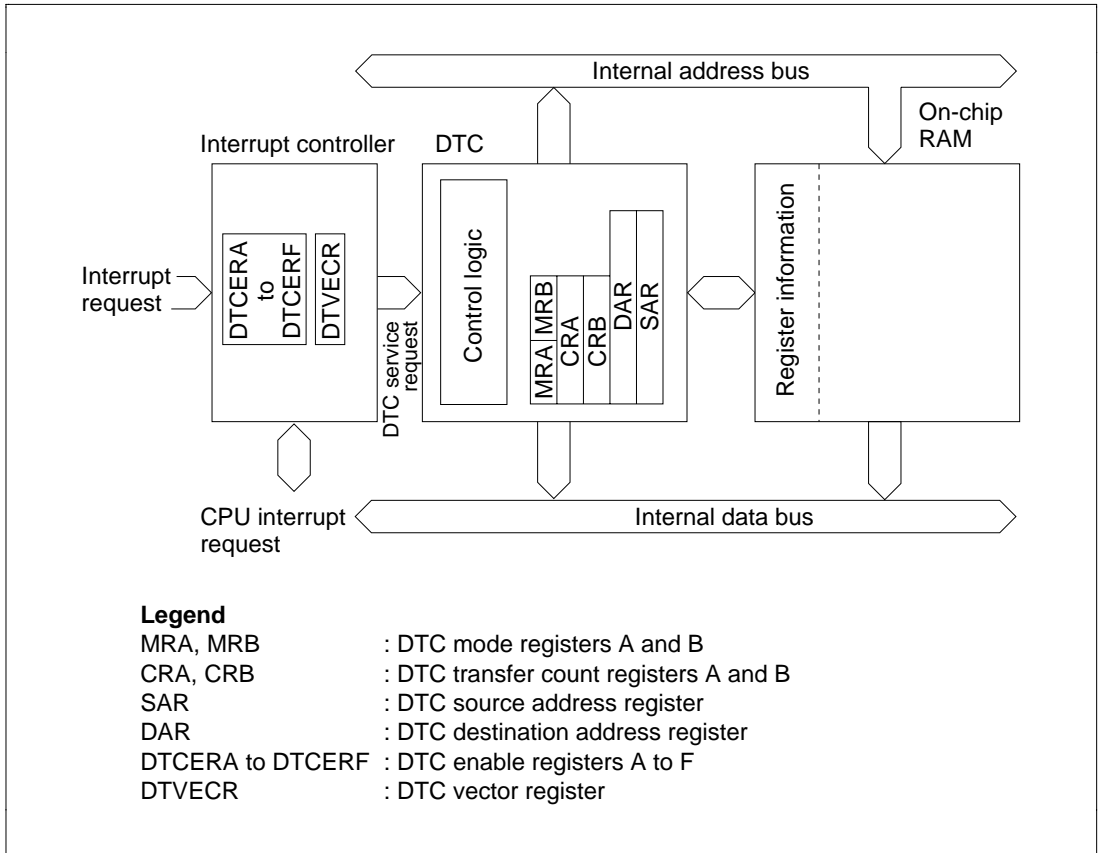 Internal address bus
On-chip
RAM
Interrupt controller
DTC
Interrupt
request
DTCERA
to
DTCERF
DTVECR
DTC service
request
Control logic
MRA
MRB
CRA
CRB
DAR
SAR
Register information
CPU interrupt
request
Internal data bus
Legend
MRA, MRB : DTC mode registers A and B
CRA, CRB : DTC transfer count registers A and B
SAR : DTC source address register
DAR : DTC destination address register
DTCERA to DTCERF : DTC enable registers A to F
DTVECR : DTC vector register